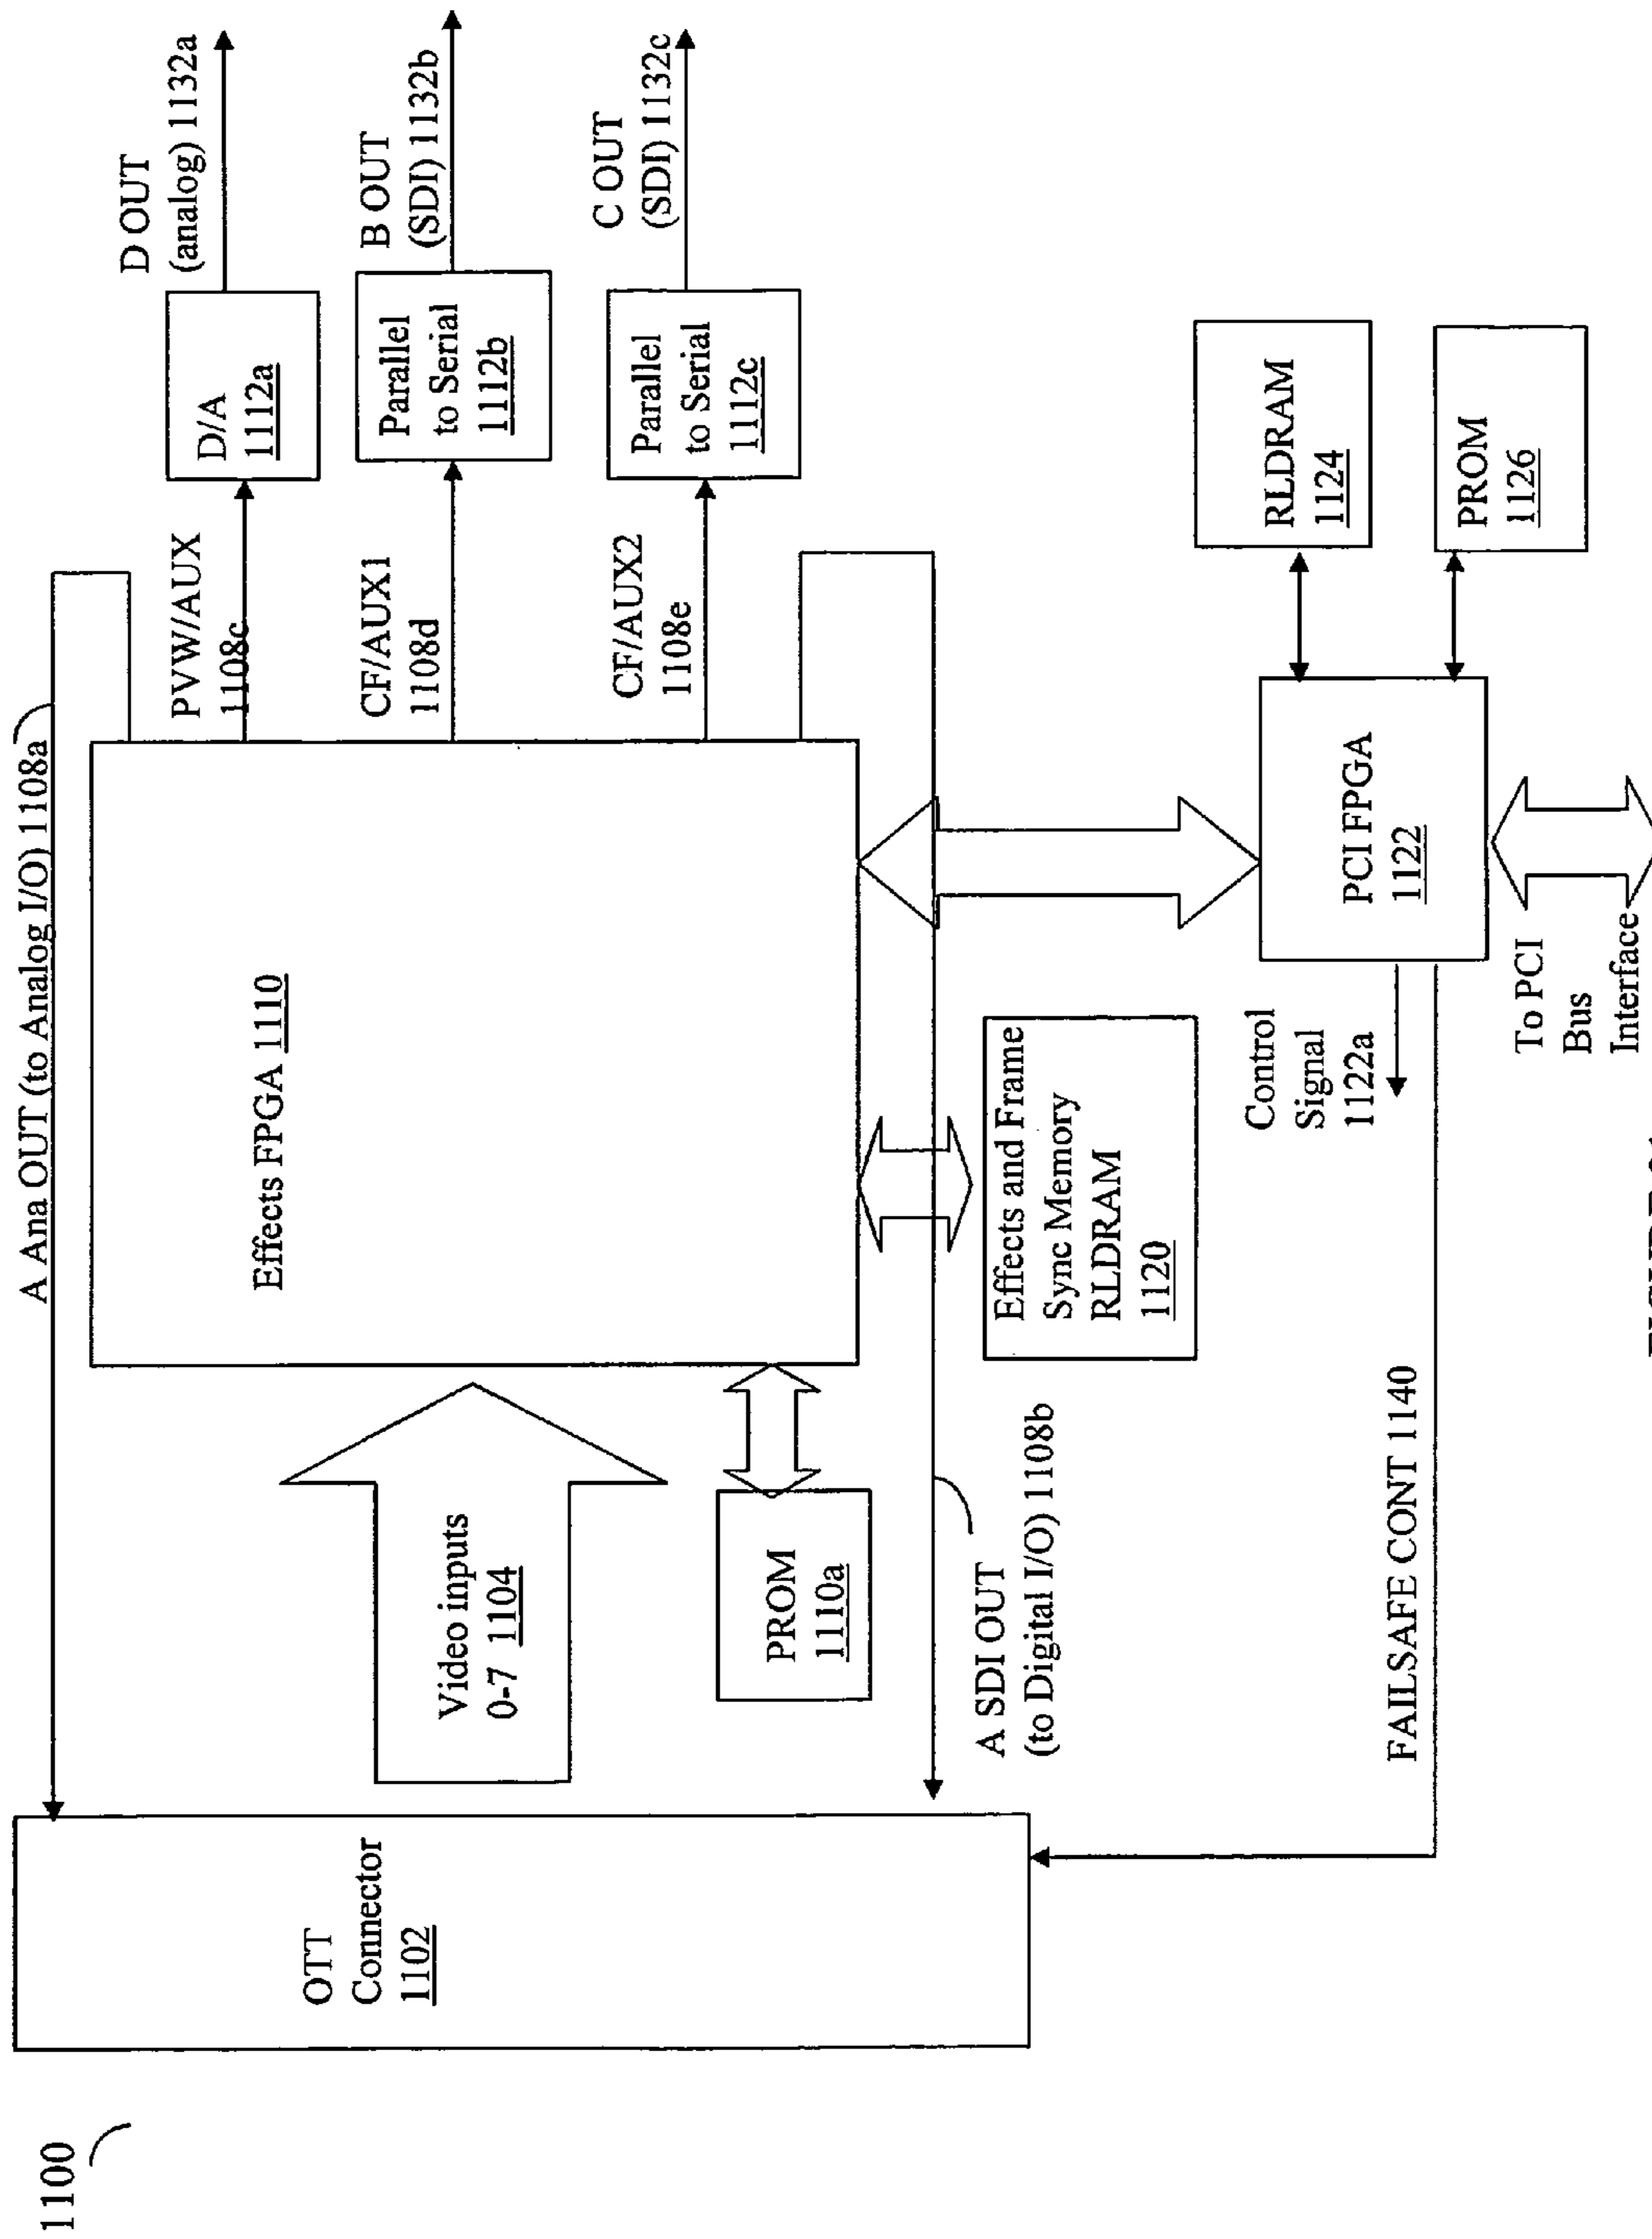 1100
OTT
Connector
1102
A Ana OUT (to Analog I/O) 1108a
Video inputs
0-7 1104
PROM
1110a
A SDI OUT
(to Digital I/O) 1108b
FAILSAFE CONT 1140
Effects FPGA 1110
Effects and Frame
Sync Memory
RLDRAM
1120
Control
Signal
1122a
To PCI
Bus
Interface
PCI FPGA
1122
PVW/AUX
1108c
CF/AUX1
1108d
CF/AUX2
1108e
D/A
1112a
Parallel
to Serial
1112b
Parallel
to Serial
1112c
RLDRAM
1124
PROM
1126
D OUT
(analog) 1132a
B OUT
(SDI) 1132b
C OUT
(SDI) 1132c